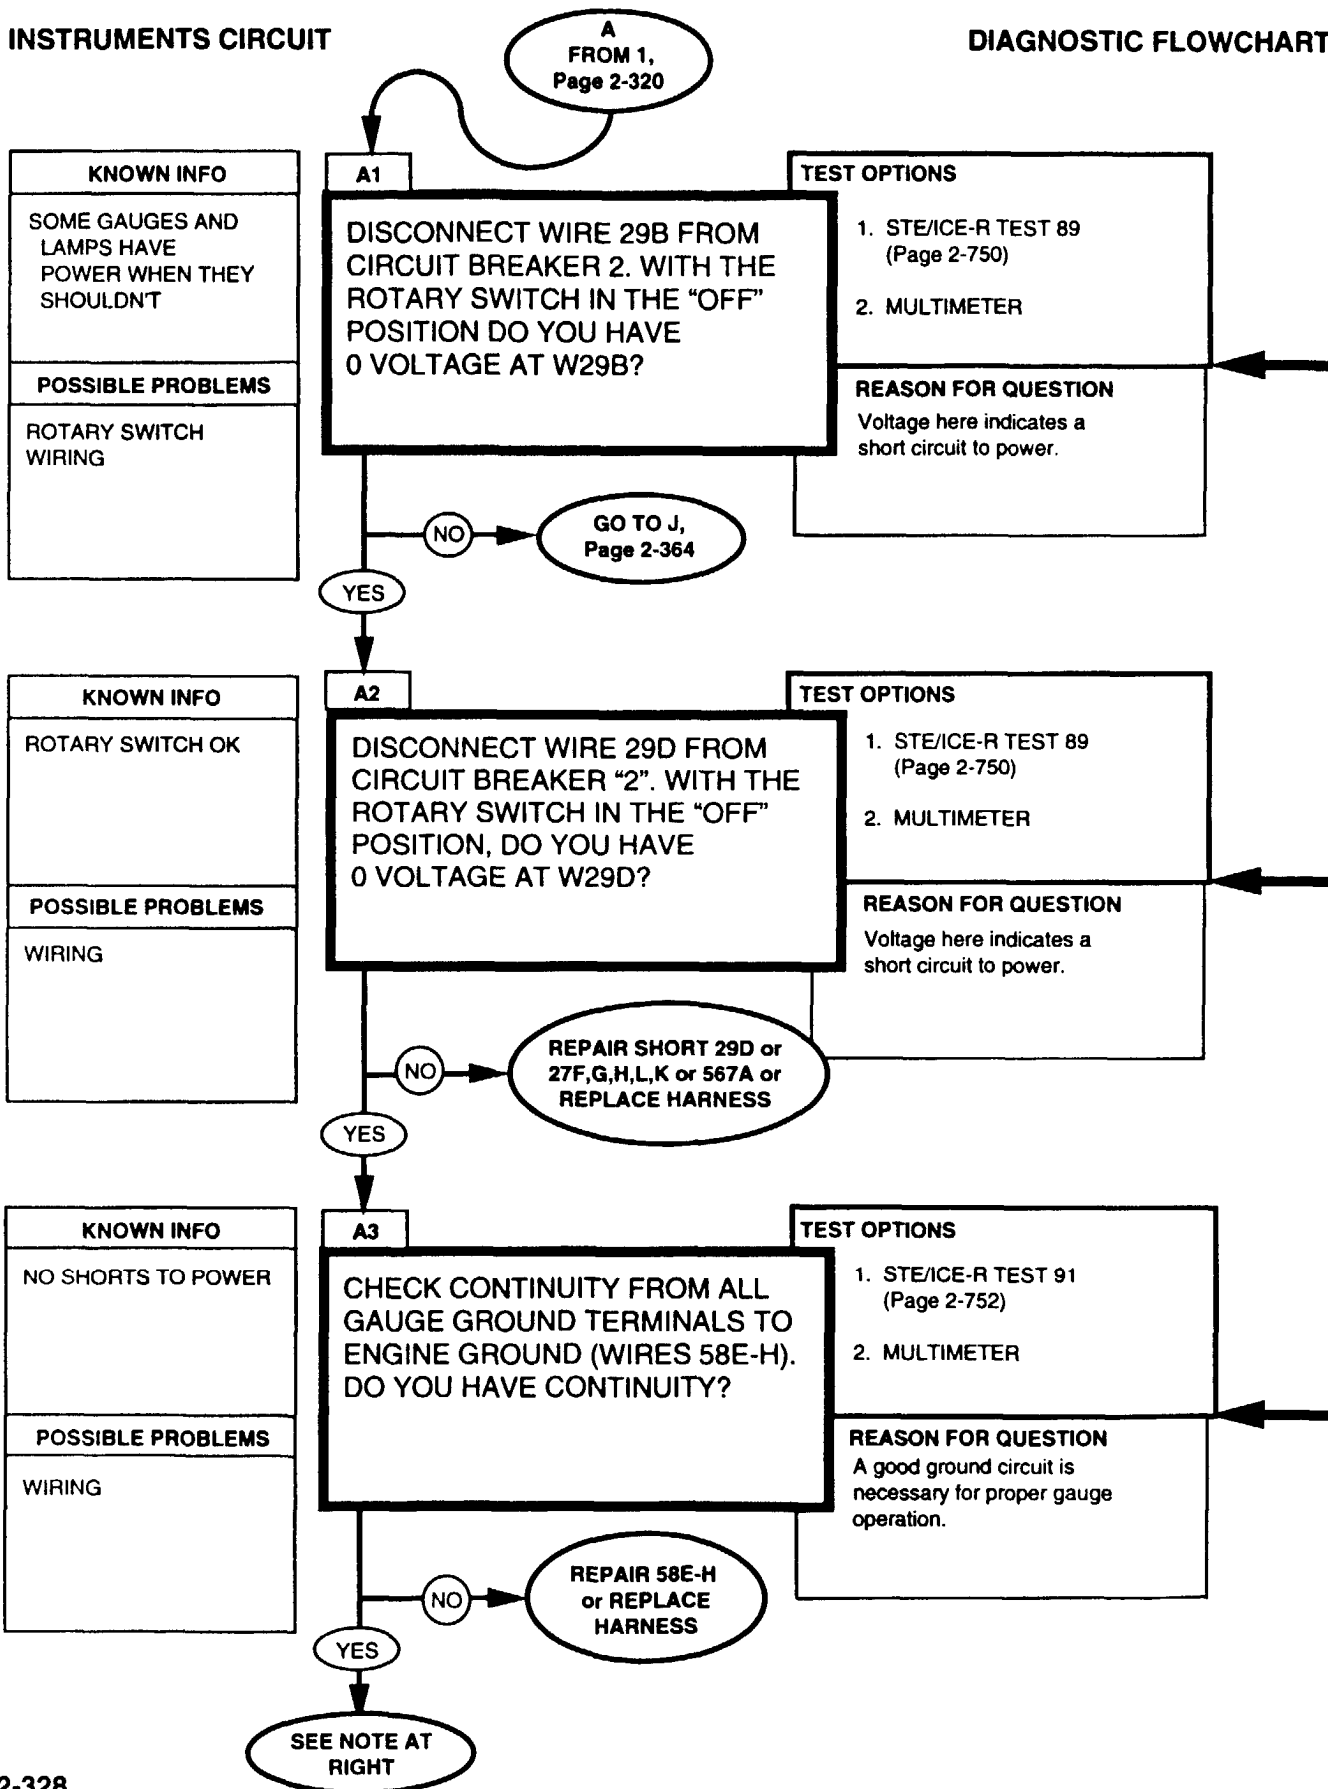 INSTRUMENTS CIRCUIT
DIAGNOSTIC FLOWCHART
A
FROM 1,
Page 2-320
KNOWN INFO
SOME GAUGES AND
LAMPS HAVE
POWER WHEN THEY
SHOULDN'T
POSSIBLE PROBLEMS
ROTARY SWITCH
WIRING
A1
DISCONNECT WIRE 29B FROM
CIRCUIT BREAKER 2. WITH THE
ROTARY SWITCH IN THE “OFF”
POSITION DO YOU HAVE
0 VOLTAGE AT W29B?
TEST OPTIONS
1. STE/ICE-R TEST 89
(Page 2-750)
2. MULTIMETER
REASON FOR QUESTION
Voltage here indicates a
short circuit to power.
NO
GO TO J,
Page 2-364
YES
KNOWN INFO
ROTARY SWITCH OK
POSSIBLE PROBLEMS
WIRING
A2
DISCONNECT WIRE 29D FROM
CIRCUIT BREAKER “2”. WITH THE
ROTARY SWITCH IN THE “OFF”
POSITION, DO YOU HAVE
0 VOLTAGE AT W29D?
TEST OPTIONS
1. STE/ICE-R TEST 89
(Page 2-750)
2. MULTIMETER
REASON FOR QUESTION
Voltage here indicates a
short circuit to power.
NO
REPAIR SHORT 29D or
27F,G,H,L,K or 567A or
REPLACE HARNESS
YES
KNOWN INFO
NO SHORTS TO POWER
POSSIBLE PROBLEMS
WIRING
A3
CHECK CONTINUITY FROM ALL
GAUGE GROUND TERMINALS TO
ENGINE GROUND (WIRES 58E-H).
DO YOU HAVE CONTINUITY?
TEST OPTIONS
1. STE/ICE-R TEST 91
(Page 2-752)
2. MULTIMETER
REASON FOR QUESTION
A good ground circuit is
necessary for proper gauge
operation.
NO
REPAIR 58E-H
or REPLACE
HARNESS
YES
SEE NOTE AT
RIGHT
2-328